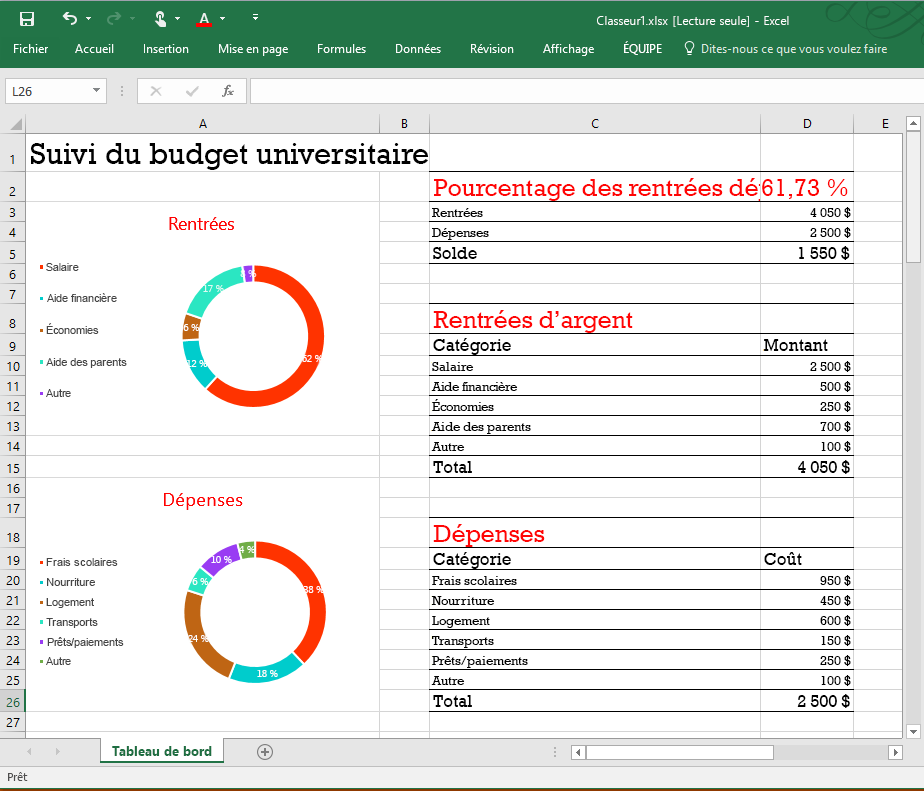 Classeur1.xlsx [Lecture seule] - Excel
Fichier Accueil Insertion Mise en page Formules Données Révision Affichage ÉQUIPE Dites-nous ce que vous voulez faire
L26 fx
A B C D E
1 Suivi du budget universitaire
2 Pourcentage des rentrées dé 61,73 %
3 Rentrées 4 050 $
4 Dépenses 2 500 $
5 Solde 1 550 $
6
7
8 Rentrées d’argent
9 Catégorie Montant
10 Salaire 2 500 $
11 Aide financière 500 $
12 Économies 250 $
13 Aide des parents 700 $
14 Autre 100 $
15 Total 4 050 $
16
17
18 Dépenses
19 Catégorie Coût
20 Frais scolaires 950 $
21 Nourriture 450 $
22 Logement 600 $
23 Transports 150 $
24 Prêts/paiements 250 $
25 Autre 100 $
26 Total 2 500 $
27
Rentrées
Salaire
Aide financière
Économies
Aide des parents
Autre
62 %
12 %
6 %
17 %
%
Dépenses
Frais scolaires
Nourriture
Logement
Transports
Prêts/paiements
Autre
38 %
18 %
24 %
6 %
10 %
4 %
Tableau de bord
Prêt